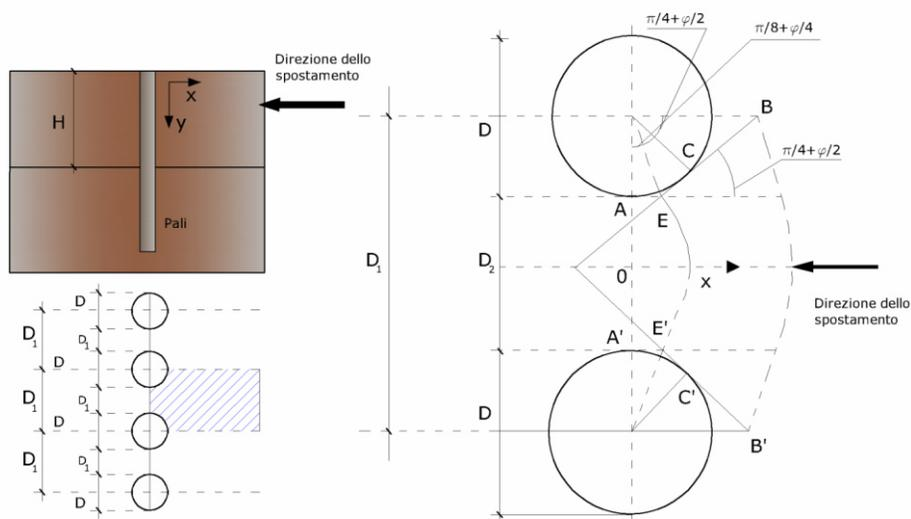 Direzione dello
spostamento
x
y
H
Pali
D
D₁
D₁
D
D₁
D₁
D
D₁
D₁
D
π/4+φ/2
π/8+φ/4
D
B
C
π/4+φ/2
A
E
D₁
D₂
0
x
Direzione dello
spostamento
A'
E'
C'
D
B'